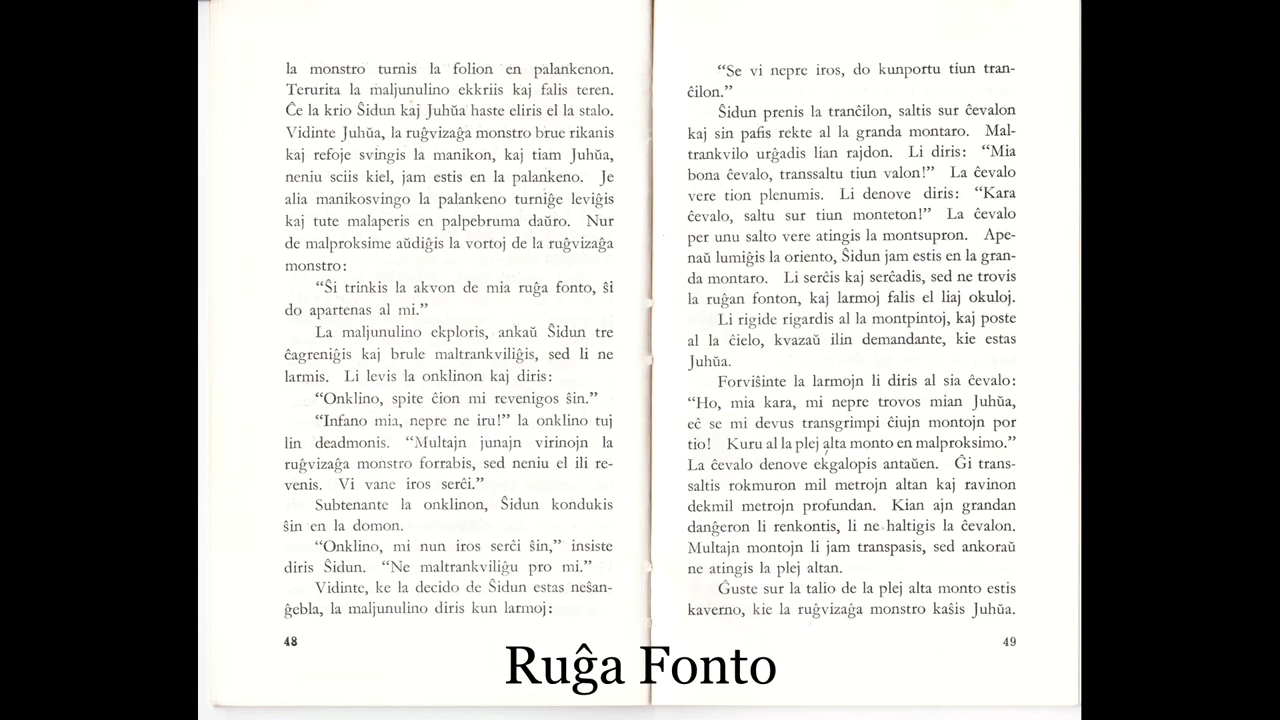 la monstro turnis la folion en palankenon.
Terurita la maljunulino ekkriis kaj falis teren.
Ĉe la krio Ŝidun kaj Juhŭa haste eliris el la stalo.
Vidinte Juhŭa, la ruĝvizaĝa monstro brue rikanis
kaj refoje svingis la manikon, kaj tiam Juhŭa,
neniu sciis kiel, jam estis en la palankeno. Je
alia manikosvingo la palankeno turniĝe leviĝis
kaj tute malaperis en palpebruma daŭro. Nur
de malproksime aŭdiĝis la vortoj de la ruĝvizaĝa
monstro:
“Ŝi trinkis la akvon de mia ruĝa fonto, ŝi
do apartenas al mi.”
La maljunulino ekploris, ankaŭ Ŝidun tre
ĉagreniĝis kaj brule maltrankviliĝis, sed li ne
larmis. Li levis la onklinon kaj diris:
“Onklino, spite ĉion mi revenigos ŝin.”
“Infano mia, nepre ne iru!” la onklino tuj
lin deadmonis. “Multajn junajn virinojn la
ruĝvizaĝa monstro forrabis, sed neniu el ili re-
venis. Vi vane iros serĉi.”
Subtenante la onklinon, Ŝidun kondukis
ŝin en la domon.
“Onklino, mi nun iros serĉi ŝin,” insiste
diris Ŝidun. “Ne maltrankviliĝu pro mi.”
Vidinte, ke la decido de Ŝidun estas neŝan-
ĝebla, la maljunulino diris kun larmoj:
48
“Se vi nepre iros, do kunportu tiun tran-
ĉilon.”
Ŝidun prenis la tranĉilon, saltis sur ĉevalon
kaj sin pafis rekte al la granda montaro. Mal-
trankvilo urĝadis lian rajdon. Li diris: “Mia
bona ĉevalo, transsaltu tiun valon!” La ĉevalo
vere tion plenumis. Li denove diris: “Kara
ĉevalo, saltu sur tiun monteton!” La ĉevalo
per unu salto vere atingis la montsupron. Ape-
naŭ lumiĝis la oriento, Ŝidun jam estis en la gran-
da montaro. Li serĉis kaj serĉadis, sed ne trovis
la ruĝan fonton, kaj larmoj falis el liaj okuloj.
Li rigide rigardis al la montpintoj, kaj poste
al la ĉielo, kvazaŭ ilin demandante, kie estas
Juhŭa.
Forviŝinte la larmojn li diris al sia ĉevalo:
“Ho, mia kara, mi nepre trovos mian Juhŭa,
eĉ se mi devus transgrimpi ĉiujn montojn por
tio! Kuru al la plej alta monto en malproksimo.”
La ĉevalo denove ekgalopis antaŭen. Ĝi trans-
saltis rokmuron mil metrojn altan kaj ravinon
dekmil metrojn profundan. Kian ajn grandan
danĝeron li renkontis, li ne haltigis la ĉevalon.
Multajn montojn li jam transpasis, sed ankoraŭ
ne atingis la plej altan.
Ĝuste sur la talio de la plej alta monto estis
kaverno, kie la ruĝvizaĝa monstro kaŝis Juhŭa.
49
Ruĝa Fonto